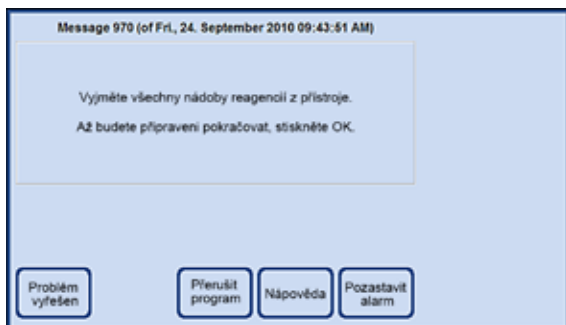 Message 970 (of Fri., 24. September 2010 09:43:51 AM)
Vyjměte všechny nádoby reagencií z přístroje.
Až budete připraveni pokračovat, stiskněte OK.
Problém
vyřešen
Přerušit
program
Nápověda
Pozastavit
alarm